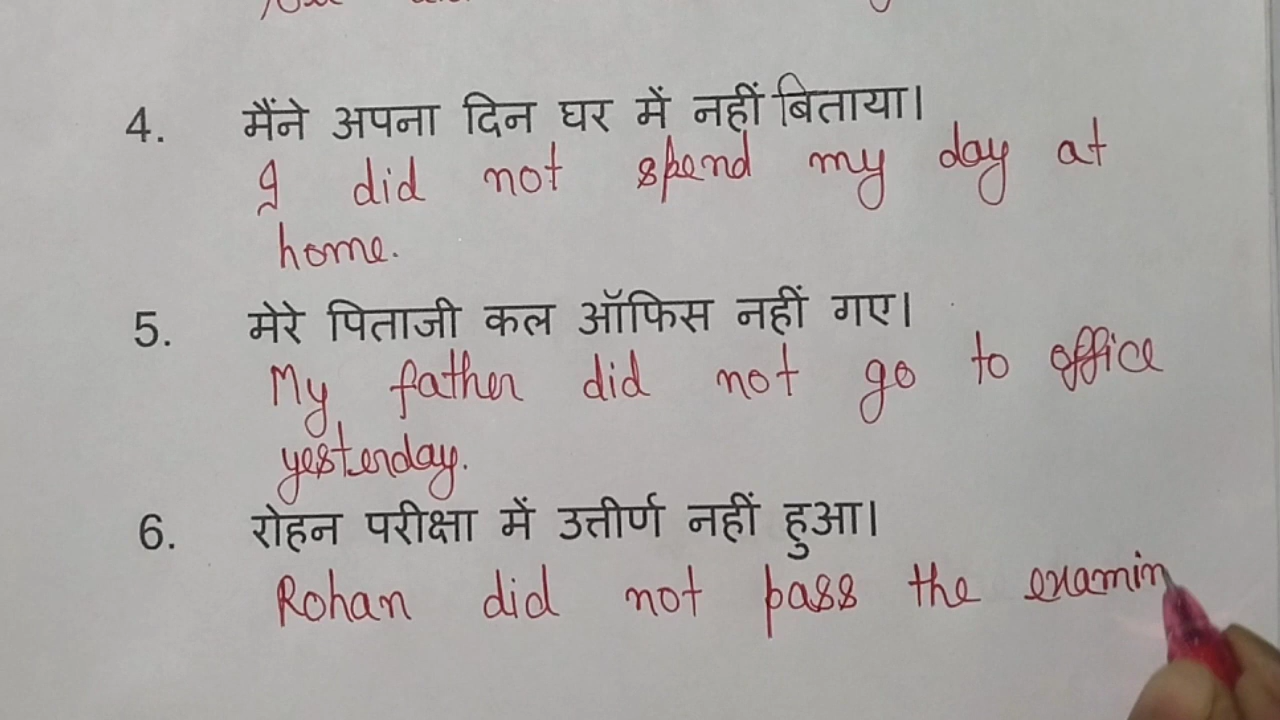 4. मैंने अपना दिन घर में नहीं बिताया।
I did not spend my day at
home.
5. मेरे पिताजी कल ऑफिस नहीं गए।
My father did not go to office
yesterday.
6. रोहन परीक्षा में उत्तीर्ण नहीं हुआ।
Rohan did not pass the examin